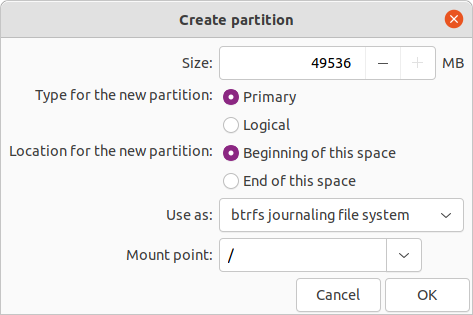 Create partition
Size: 49536 MB
Type for the new partition: Primary
Logical
Location for the new partition: Beginning of this space
End of this space
Use as: btrfs journaling file system
Mount point: /
Cancel OK